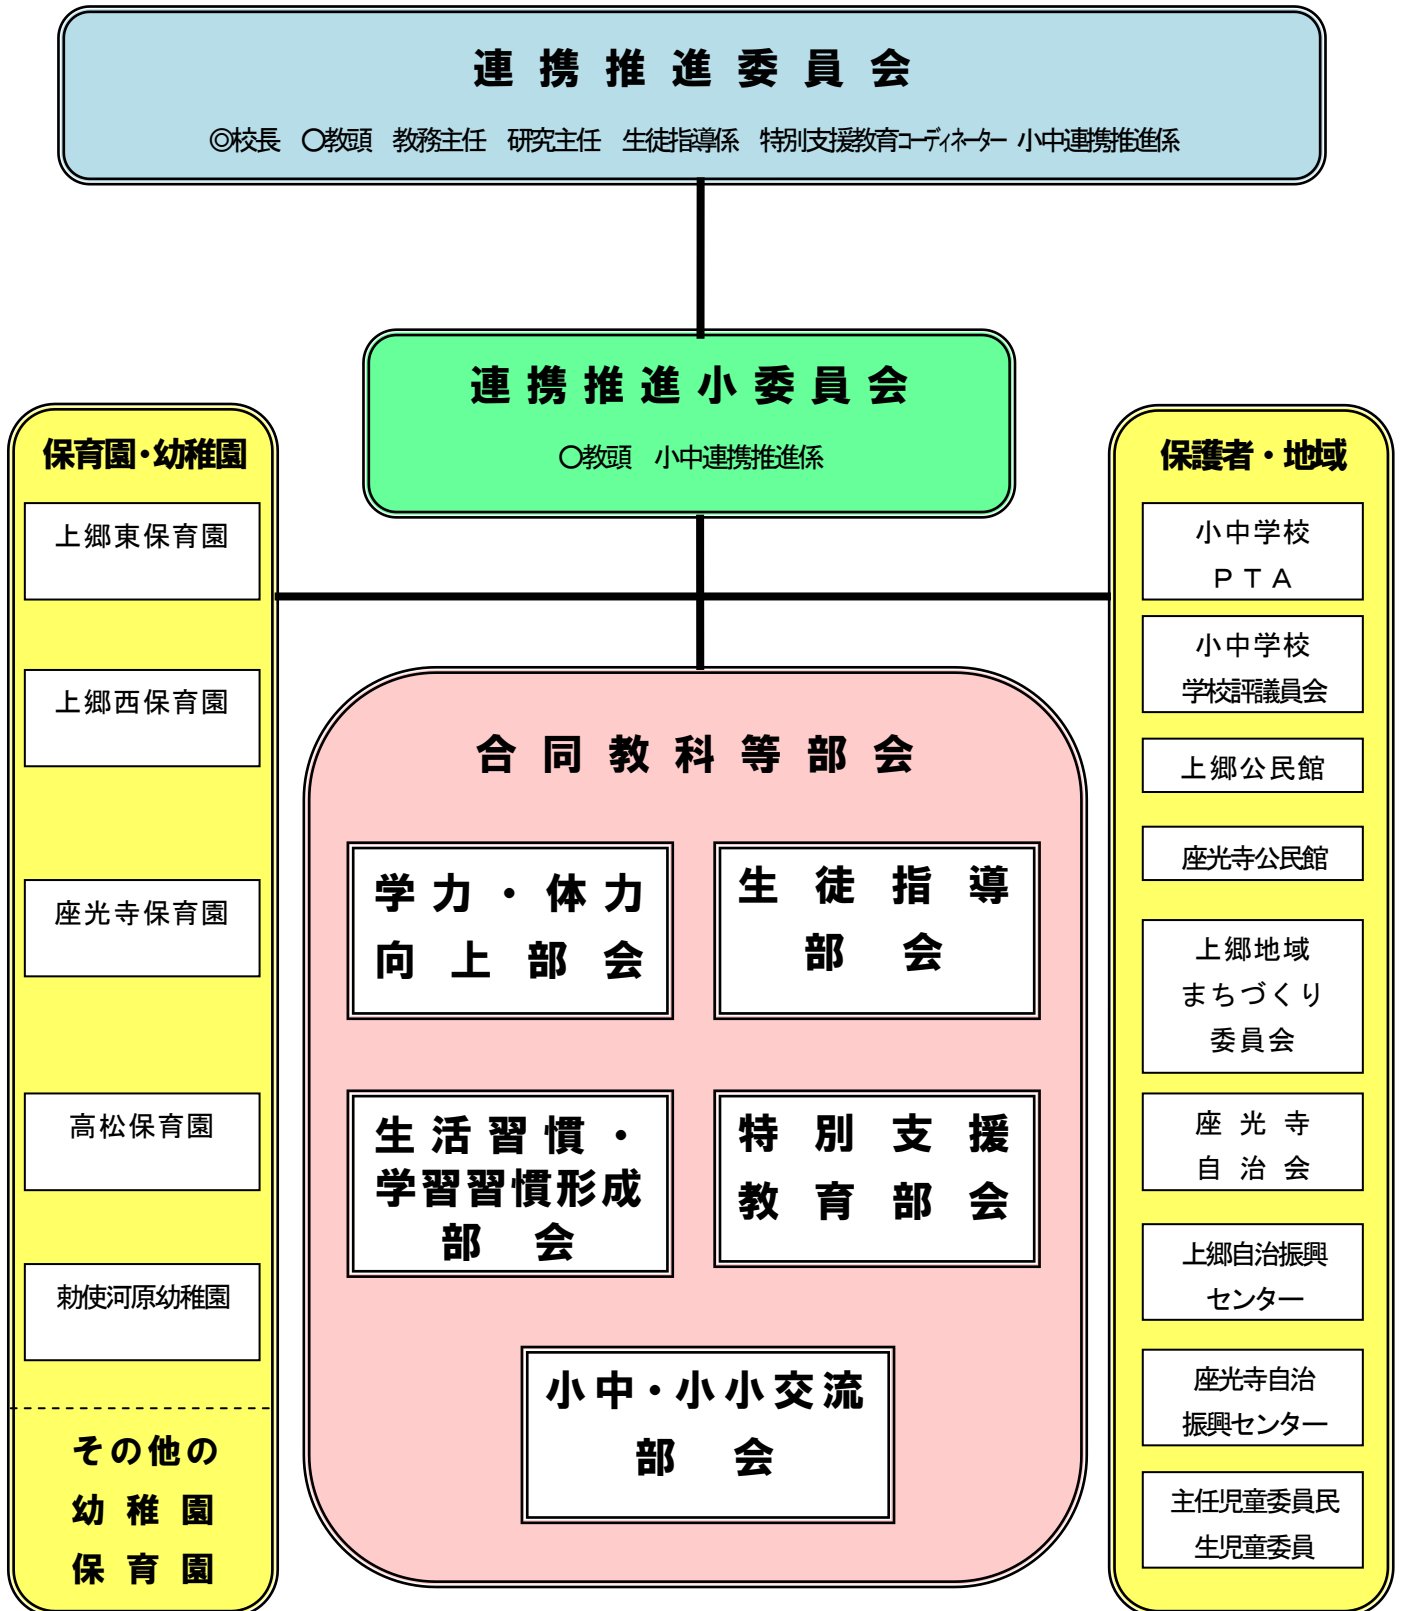 連携推進委員会
◎校長　○教頭　教務主任　研究主任　生徒指導係　特別支援教育コーディネーター　小中連携推進係
連携推進小委員会
○教頭　小中連携推進係
保育園・幼稚園
上郷東保育園
上郷西保育園
座光寺保育園
高松保育園
勅使河原幼稚園
その他の
幼稚園
保育園
合同教科等部会
学力・体力
向上部会
生徒指導
部会
生活習慣・
学習習慣形成
部会
特別支援
教育部会
小中・小小交流
部会
保護者・地域
小中学校
ＰＴＡ
小中学校
学校評議員会
上郷公民館
座光寺公民館
上郷地域
まちづくり
委員会
座光寺
自治会
上郷自治振興
センター
座光寺自治
振興センター
主任児童委員民
生児童委員